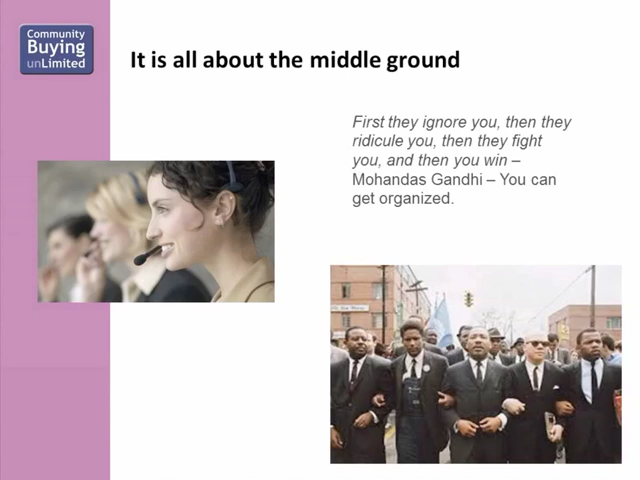 Community
Buying
unLimited
It is all about the middle ground
First they ignore you, then they
ridicule you, then they fight
you, and then you win –
Mohandas Gandhi – You can
get organized.